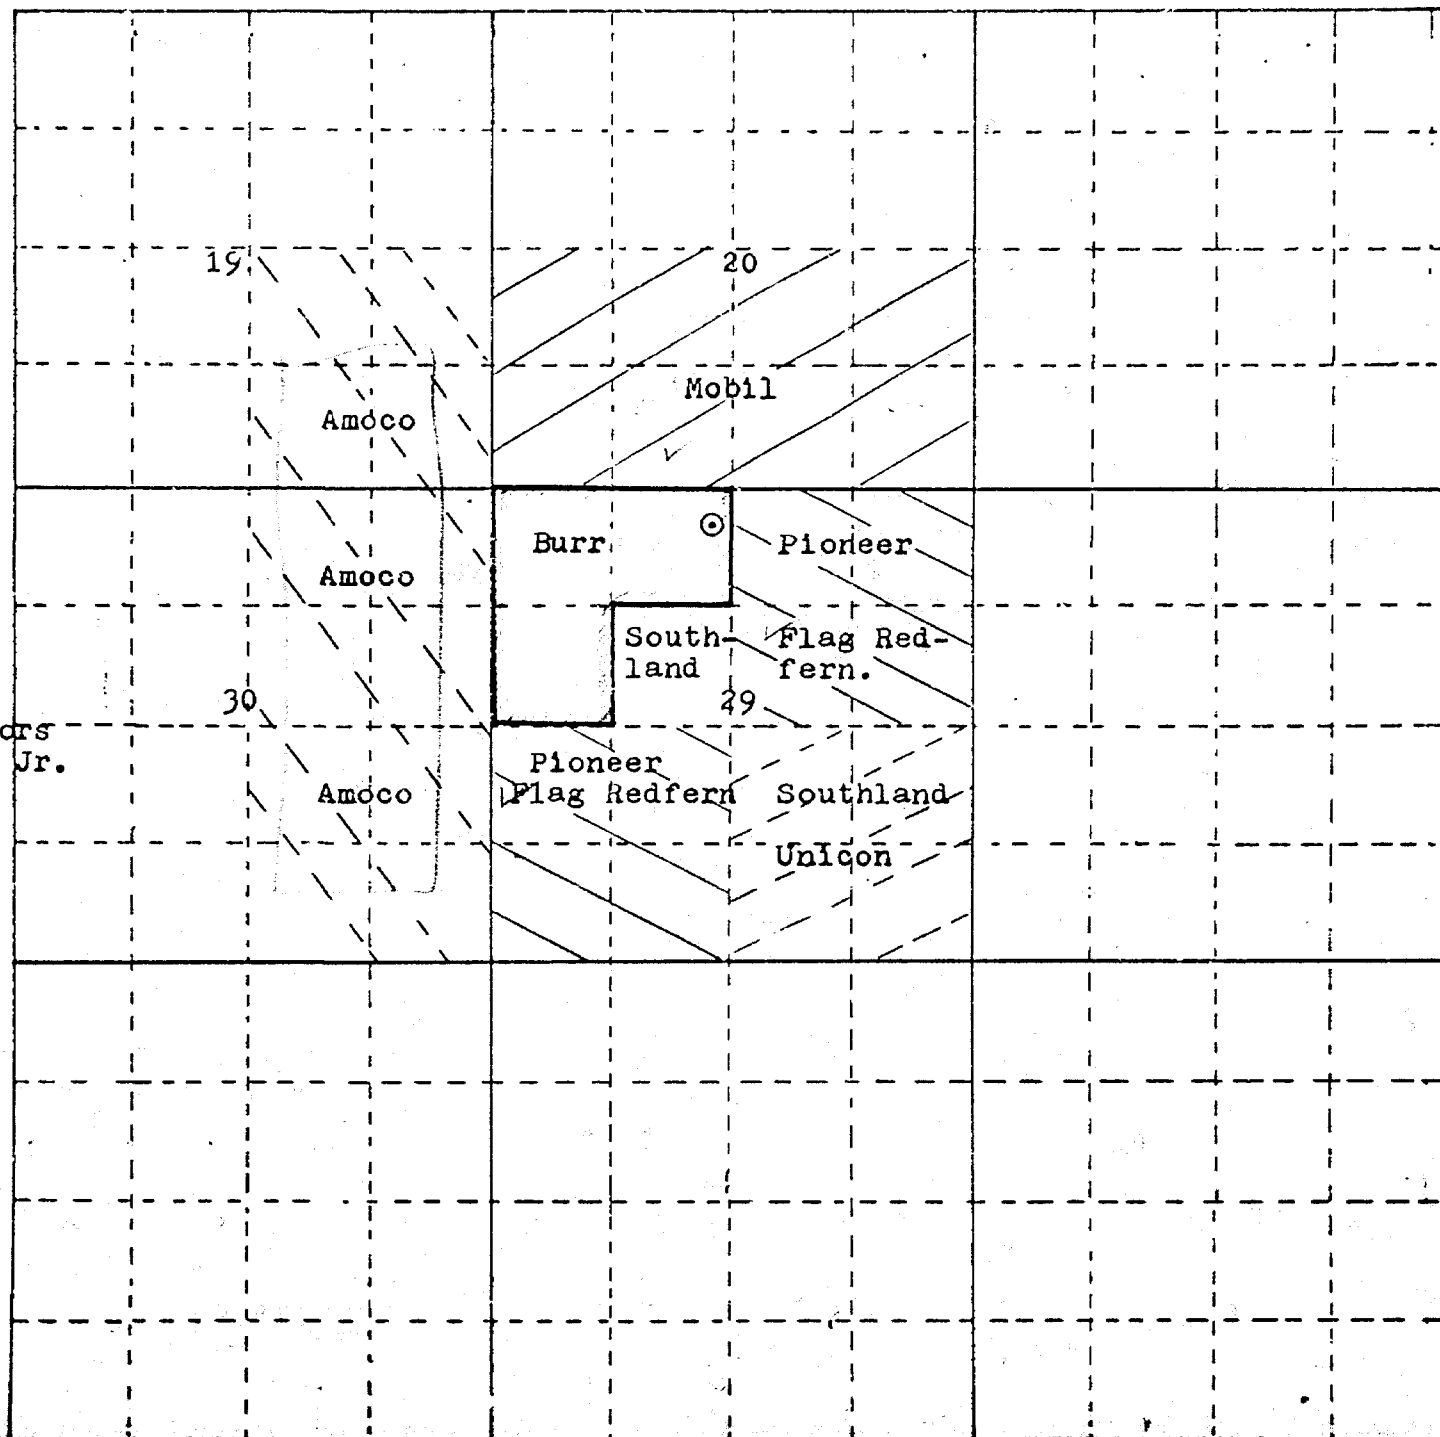 19
20
Mobil
Amoco
Burr
Pioneer
Amoco
South-
land
Flag Red-
fern.
30
29
ors
Jr.
Pioneer
Flag Redfern
Southland
Amoco
Unicon